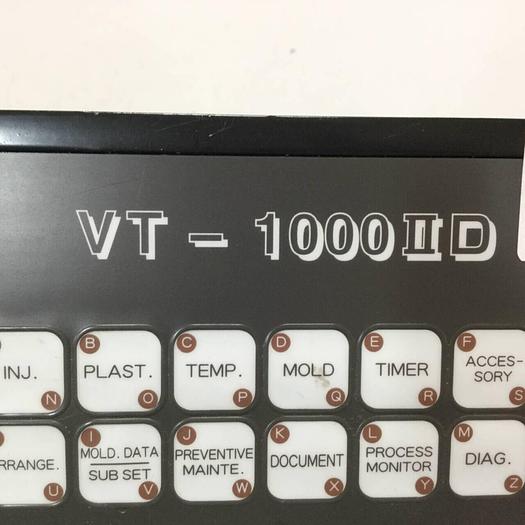 VT - 1000IID
B C D E F
INJ. PLAST. TEMP. MOLD TIMER ACCES-
SORY
N O P Q R S
I J K L M
RRANGE. MOLD. DATA PREVENTIVE DOCUMENT PROCESS DIAG.
SUB SET MAINTE. MONITOR
U V W X Y Z